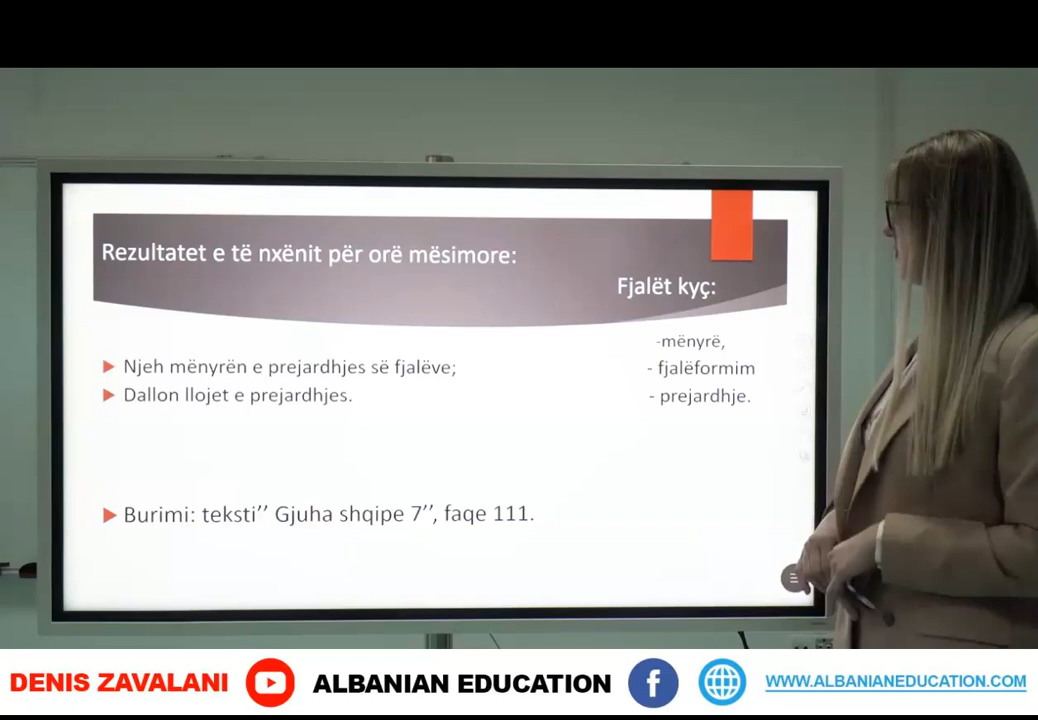 Rezultatet e të nxënit për orë mësimore:
Fjalët kyç:
-mënyrë,
- fjalëformim
- prejardhje.
Njeh mënyrën e prejardhjes së fjalëve;
Dallon llojet e prejardhjes.
Burimi: teksti’’ Gjuha shqipe 7’’, faqe 111.
DENIS ZAVALANI
ALBANIAN EDUCATION
WWW.ALBANIANEDUCATION.COM